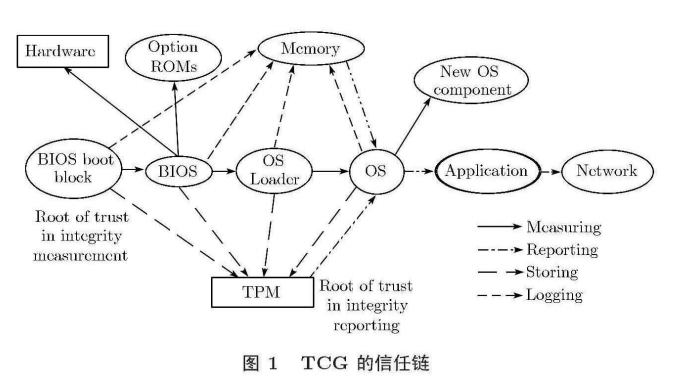 Hardware
Option
ROMs
Memory
New OS
component
BIOS boot
block
BIOS
OS
Loader
OS
Application
Network
Root of trust
in integrity
measurement
Measuring
Reporting
Storing
Logging
TPM
Root of trust
in integrity
reporting
图 1 TCG 的信任链